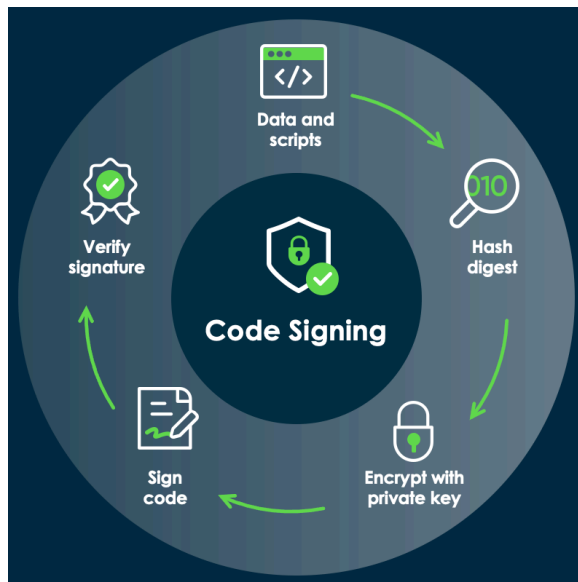 Data and
scripts
010
Hash
digest
Encrypt with
private key
Sign
code
Verify
signature
Code Signing